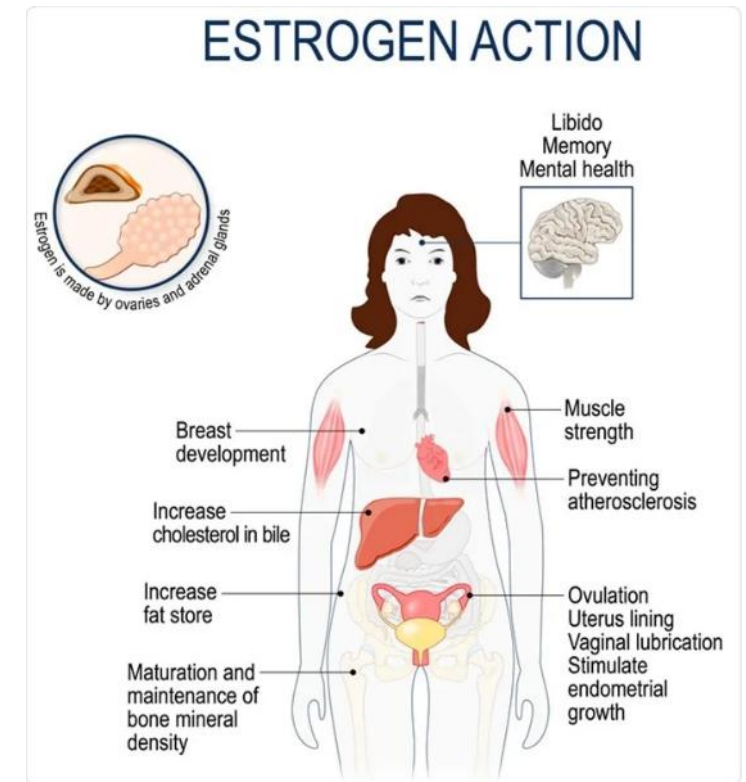 ESTROGEN ACTION
Estrogen is made by ovaries and adrenal glands
Libido
Memory
Mental health
Breast
development
Muscle
strength
Increase
cholesterol in bile
Preventing
atherosclerosis
Increase
fat store
Ovulation
Uterus lining
Vaginal lubrication
Stimulate
endometrial
growth
Maturation and
maintenance of
bone mineral
density